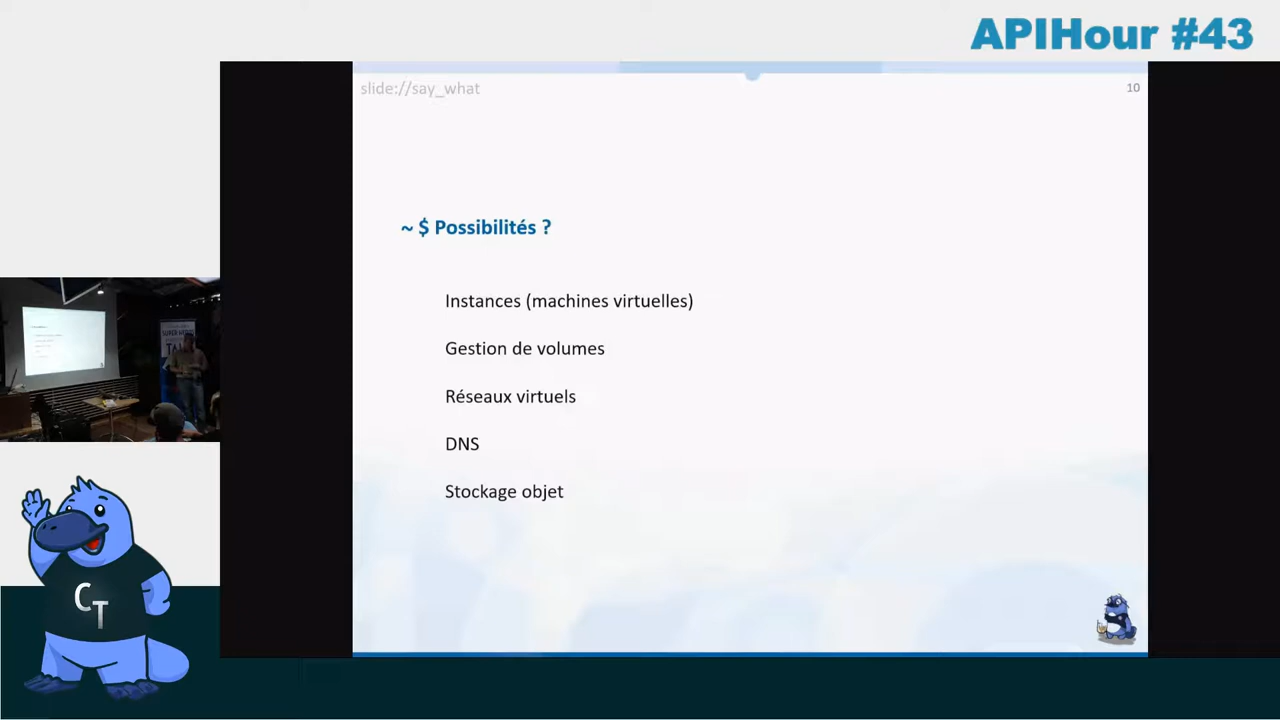 APIHour #43
slide://say_what
10
~ $ Possibilités ?
Instances (machines virtuelles)
Gestion de volumes
Réseaux virtuels
DNS
Stockage objet
CT